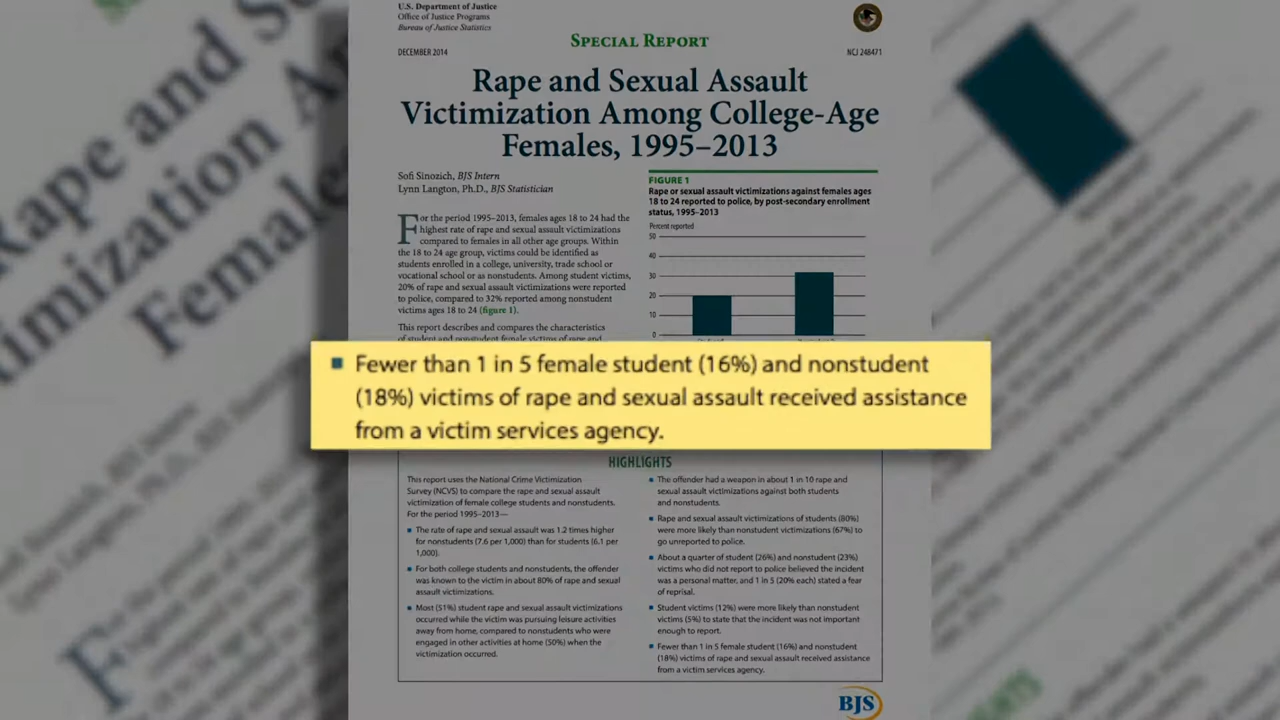 U.S. Department of Justice
Office of Justice Programs
Bureau of Justice Statistics
DECEMBER 2014
SPECIAL REPORT
NCJ 248471
Rape and Sexual Assault
Victimization Among College-Age
Females, 1995–2013
Sofi Sinozich, BJS Intern
Lynn Langton, Ph.D., BJS Statistician
For the period 1995–2013, females ages 18 to 24 had the
highest rate of rape and sexual assault victimizations
compared to females in all other age groups. Within
the 18 to 24 age group, victims could be identified as
students enrolled in a college, university, trade school or
vocational school or as nonstudents. Among student victims,
20% of rape and sexual assault victimizations were reported
to police, compared to 32% reported among nonstudent
victims ages 18 to 24 (figure 1).
This report describes and compares the characteristics
of student and nonstudent female victims of rape and
FIGURE 1
Rape or sexual assault victimizations against females ages
18 to 24 reported to police, by post-secondary enrollment
status, 1995–2013
Percent reported
50
40
30
20
10
0
Fewer than 1 in 5 female student (16%) and nonstudent
(18%) victims of rape and sexual assault received assistance
from a victim services agency.
HIGHLIGHTS
This report uses the National Crime Victimization
Survey (NCVS) to compare the rape and sexual assault
victimization of female college students and nonstudents.
For the period 1995–2013—
The rate of rape and sexual assault was 1.2 times higher
for nonstudents (7.6 per 1,000) than for students (6.1 per
1,000).
For both college students and nonstudents, the offender
was known to the victim in about 80% of rape and sexual
assault victimizations.
Most (51%) student rape and sexual assault victimizations
occurred while the victim was pursuing leisure activities
away from home, compared to nonstudents who were
engaged in other activities at home (50%) when the
victimization occurred.
The offender had a weapon in about 1 in 10 rape and
sexual assault victimizations against both students
and nonstudents.
Rape and sexual assault victimizations of students (80%)
were more likely than nonstudent victimizations (67%) to
go unreported to police.
About a quarter of student (26%) and nonstudent (23%)
victims who did not report to police believed the incident
was a personal matter, and 1 in 5 (20% each) stated a fear
of reprisal.
Student victims (12%) were more likely than nonstudent
victims (5%) to state that the incident was not important
enough to report.
Fewer than 1 in 5 female student (16%) and nonstudent
(18%) victims of rape and sexual assault received assistance
from a victim services agency.
BJS